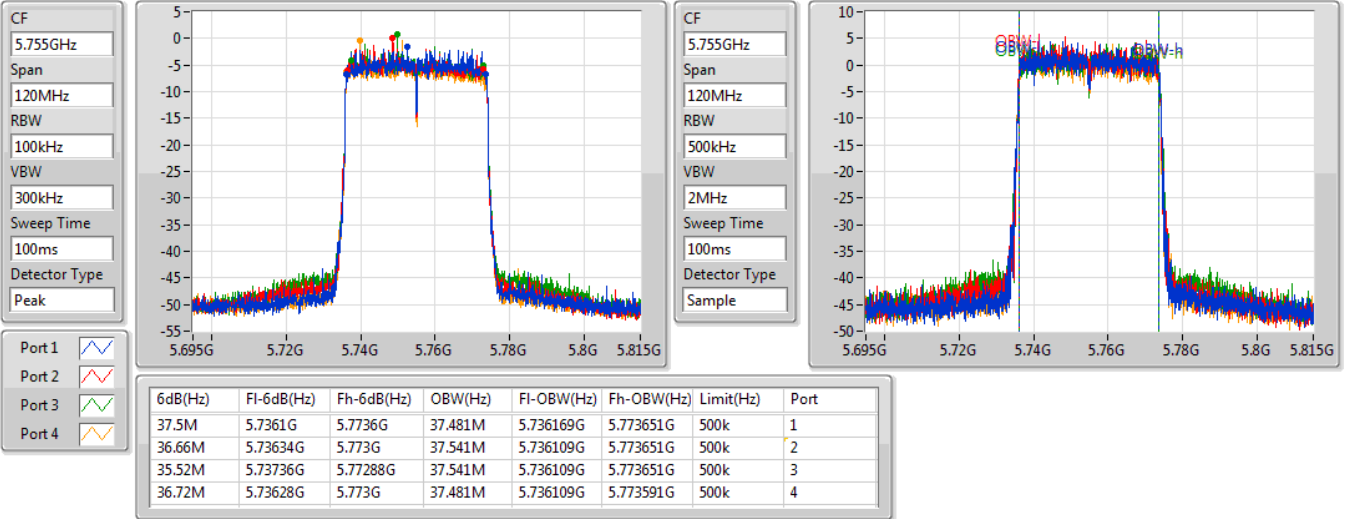 CF
5.755GHz
Span
120MHz
RBW
100kHz
VBW
300kHz
Sweep Time
100ms
Detector Type
Peak
5-
0-
-5-
-10-
-15-
-20-
-25-
-30-
-35-
-40-
-45-
-50-
-55-
5.695G 5.72G 5.74G 5.76G 5.78G 5.8G 5.815G
CF
5.755GHz
Span
120MHz
RBW
500kHz
VBW
2MHz
Sweep Time
100ms
Detector Type
Sample
10-
5-
0-
-5-
-10-
-15-
-20-
-25-
-30-
-35-
-40-
-45-
-50-
OBW-l OBW-h
5.695G 5.72G 5.74G 5.76G 5.78G 5.8G 5.815G
Port 1
Port 2
Port 3
Port 4
6dB(Hz) Fl-6dB(Hz) Fh-6dB(Hz) OBW(Hz) Fl-OBW(Hz) Fh-OBW(Hz) Limit(Hz) Port
37.5M 5.7361G 5.7736G 37.481M 5.736169G 5.773651G 500k 1
36.66M 5.73634G 5.773G 37.541M 5.736109G 5.773651G 500k 2
35.52M 5.73736G 5.77288G 37.541M 5.736109G 5.773651G 500k 3
36.72M 5.73628G 5.773G 37.481M 5.736109G 5.773591G 500k 4